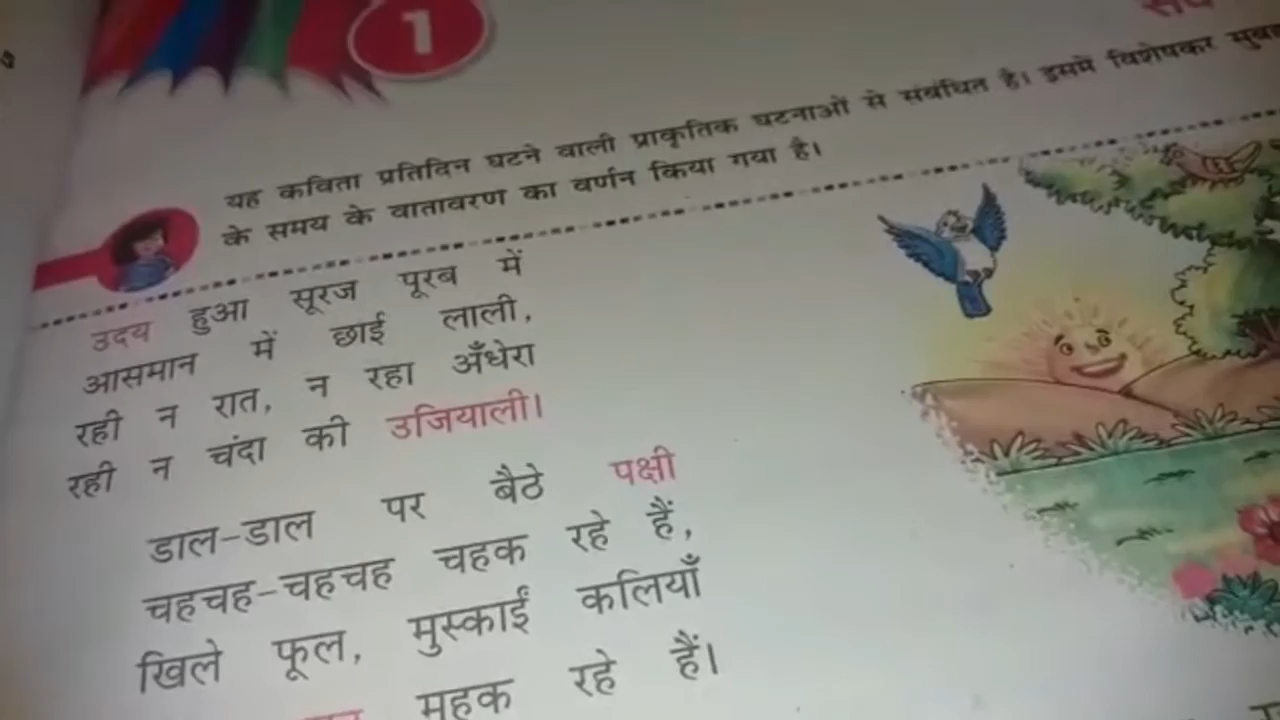 1
यह कविता प्रतिदिन घटने वाली प्राकृतिक घटनाओं से संबंधित है। इसमें विशेषकर
के समय के वातावरण का वर्णन किया गया है।
उदय हुआ सूरज पूरब में
आसमान में छाई लाली,
रही न रात, न रहा अँधेरा
रही न चंदा की उजियाली।
डाल-डाल पर बैठे पक्षी
चहचह-चहचह चहक रहे हैं,
खिले फूल, मुस्काईं कलियाँ
महक रहे हैं।